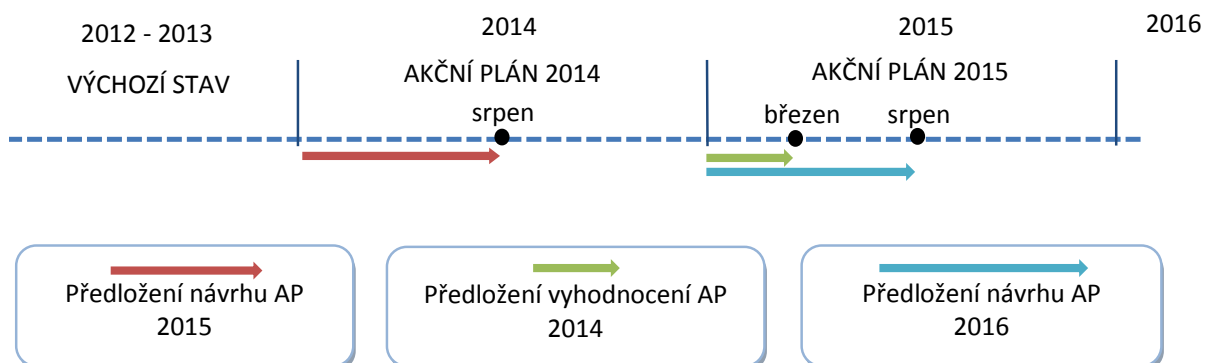 2012 - 2013
VÝCHOZÍ STAV
2014
AKČNÍ PLÁN 2014
srpen
2015
AKČNÍ PLÁN 2015
březen
srpen
2016
Předložení návrhu AP
2015
Předložení vyhodnocení AP
2014
Předložení návrhu AP
2016